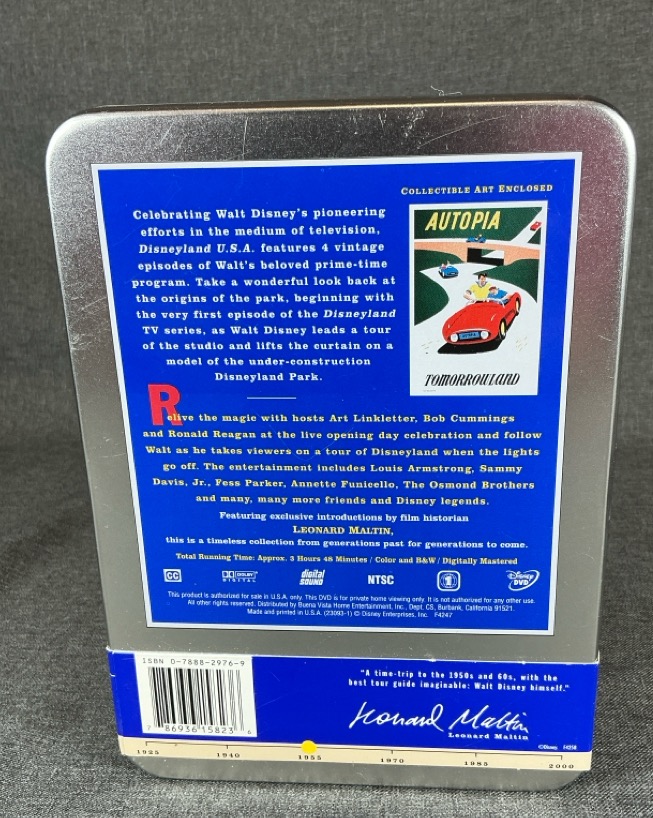 COLLECTIBLE ART ENCLOSED
Celebrating Walt Disney's pioneering
efforts in the medium of television,
Disneyland U.S.A. features 4 vintage
episodes of Walt's beloved prime-time
program. Take a wonderful look back at
the origins of the park, beginning with
the very first episode of the Disneyland
TV series, as Walt Disney leads a tour
of the studio and lifts the curtain on a
model of the under-construction
Disneyland Park.
AUTOPIA
TOMORROWLAND
Relive the magic with hosts Art Linkletter, Bob Cummings
and Ronald Reagan at the live opening day celebration and follow
Walt as he takes viewers on a tour of Disneyland when the lights
go off. The entertainment includes Louis Armstrong, Sammy
Davis, Jr., Fess Parker, Annette Funicello, The Osmond Brothers
and many, many more friends and Disney legends.
Featuring exclusive introductions by film historian
LEONARD MALTIN,
this is a timeless collection from generations past for generations to come.
Total Running Time: Approx. 3 Hours 48 Minutes / Color and B&W / Digitally Mastered
CC DOLBY DIGITAL digital SOUND NTSC 1 Disney DVD
This product is authorized for sale in U.S.A. only. This DVD is for private home viewing only. It is not authorized for any other use.
All other rights reserved. Distributed by Buena Vista Home Entertainment, Inc., Dept. CS, Burbank, California 91521.
Made and printed in U.S.A. (23093-1) © Disney Enterprises, Inc. F4247
ISBN 0-7888-2976-9
7 86936 15823 6
"A time-trip to the 1950s and 60s, with the
best tour guide imaginable: Walt Disney himself."
Leonard Maltin
Leonard Maltin
©Disney F4258
1925 1940 1955 1970 1985 2000